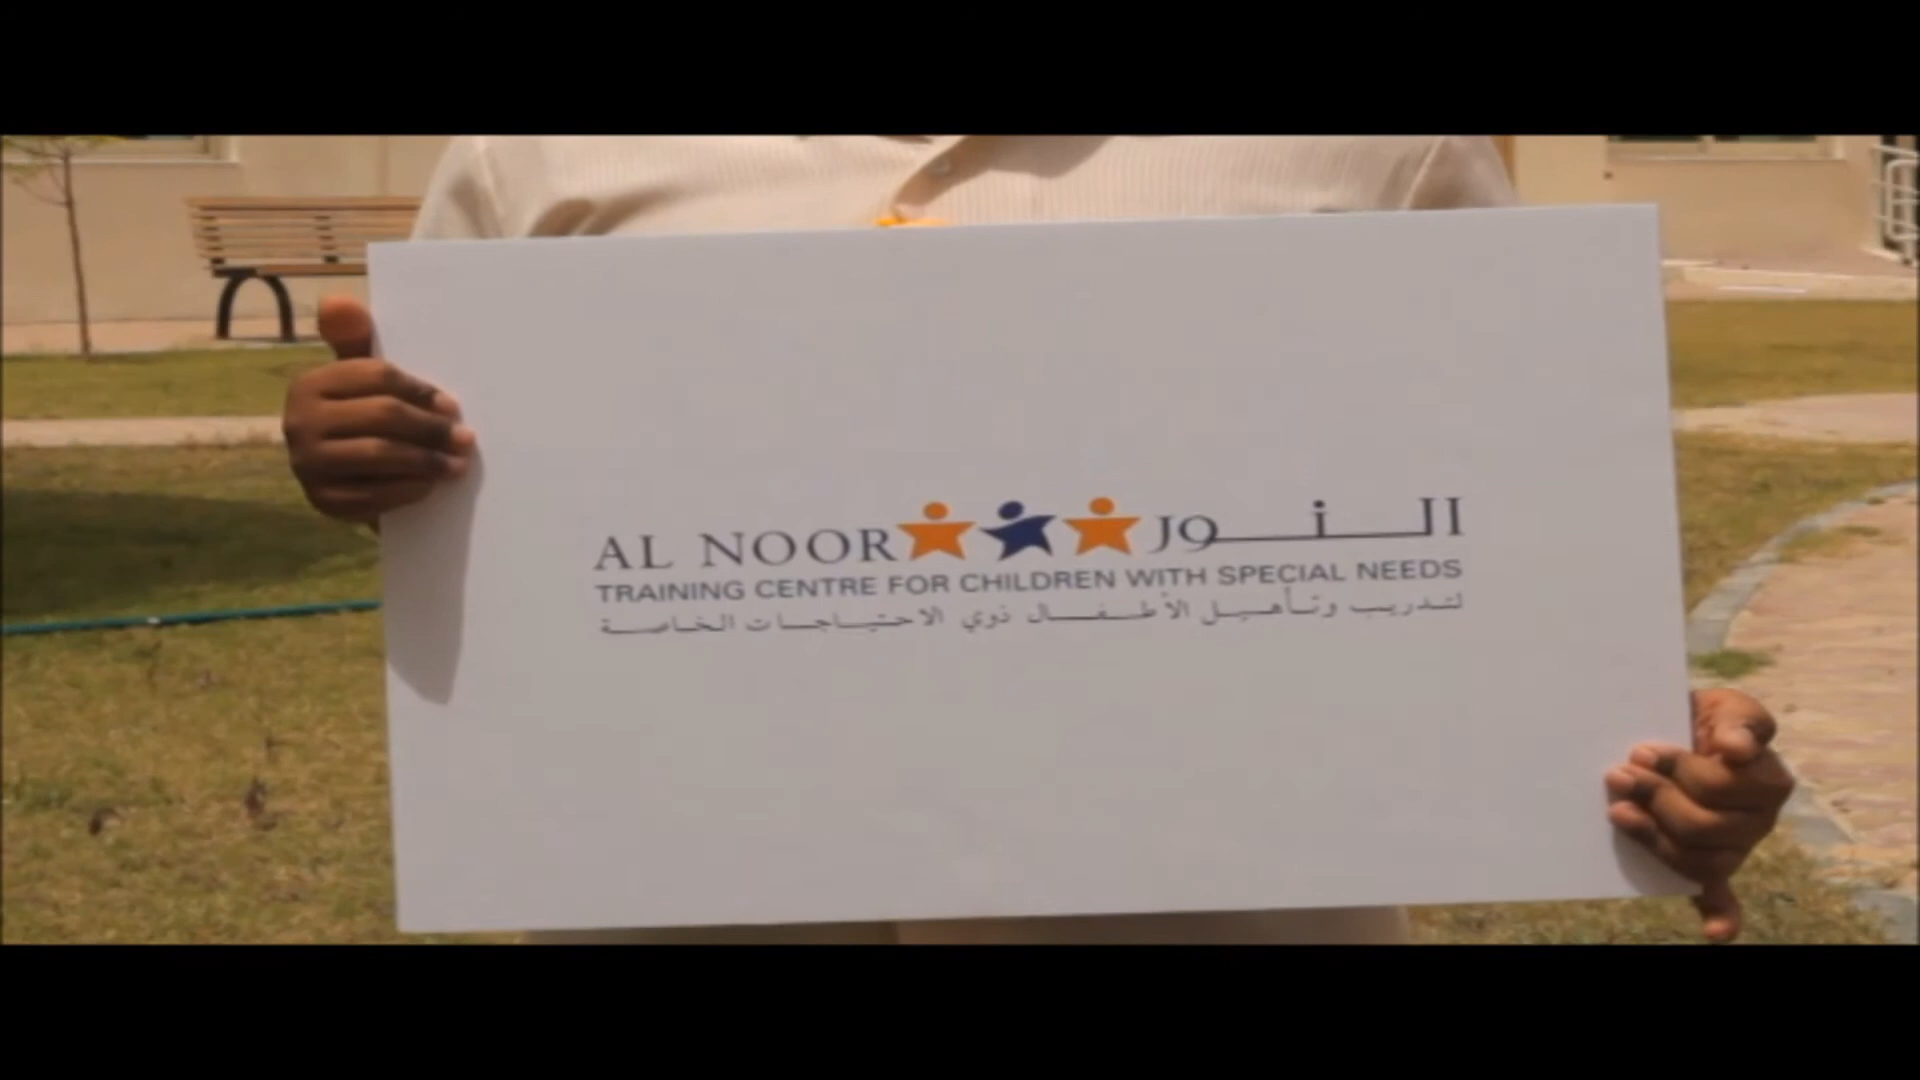 AL NOOR النور
TRAINING CENTRE FOR CHILDREN WITH SPECIAL NEEDS
لتدريب وتأهيل الأطفال ذوي الاحتياجات الخاصة